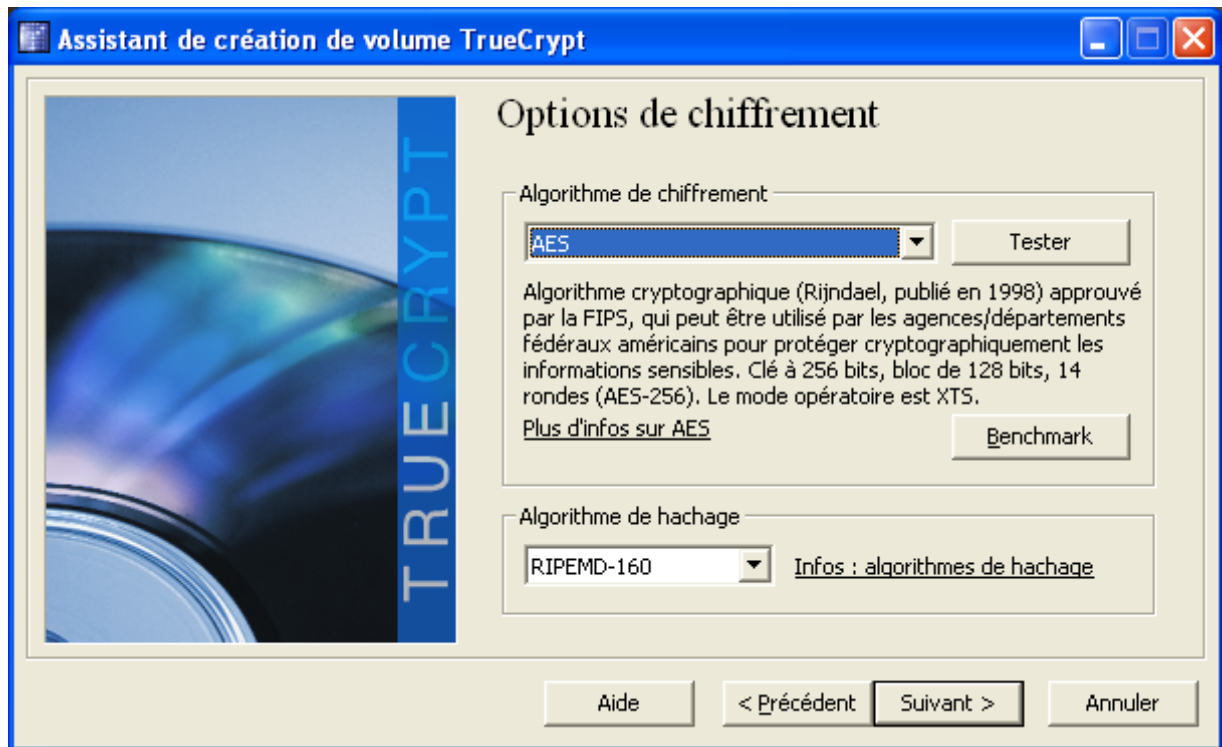 Assistant de création de volume TrueCrypt
TRUECRYPT
Options de chiffrement
Algorithme de chiffrement
AES
Tester
Algorithme cryptographique (Rijndael, publié en 1998) approuvé
par la FIPS, qui peut être utilisé par les agences/départements
fédéraux américains pour protéger cryptographiquement les
informations sensibles. Clé à 256 bits, bloc de 128 bits, 14
rondes (AES-256). Le mode opératoire est XTS.
Plus d'infos sur AES
Benchmark
Algorithme de hachage
RIPEMD-160
Infos : algorithmes de hachage
Aide
< Précédent
Suivant >
Annuler